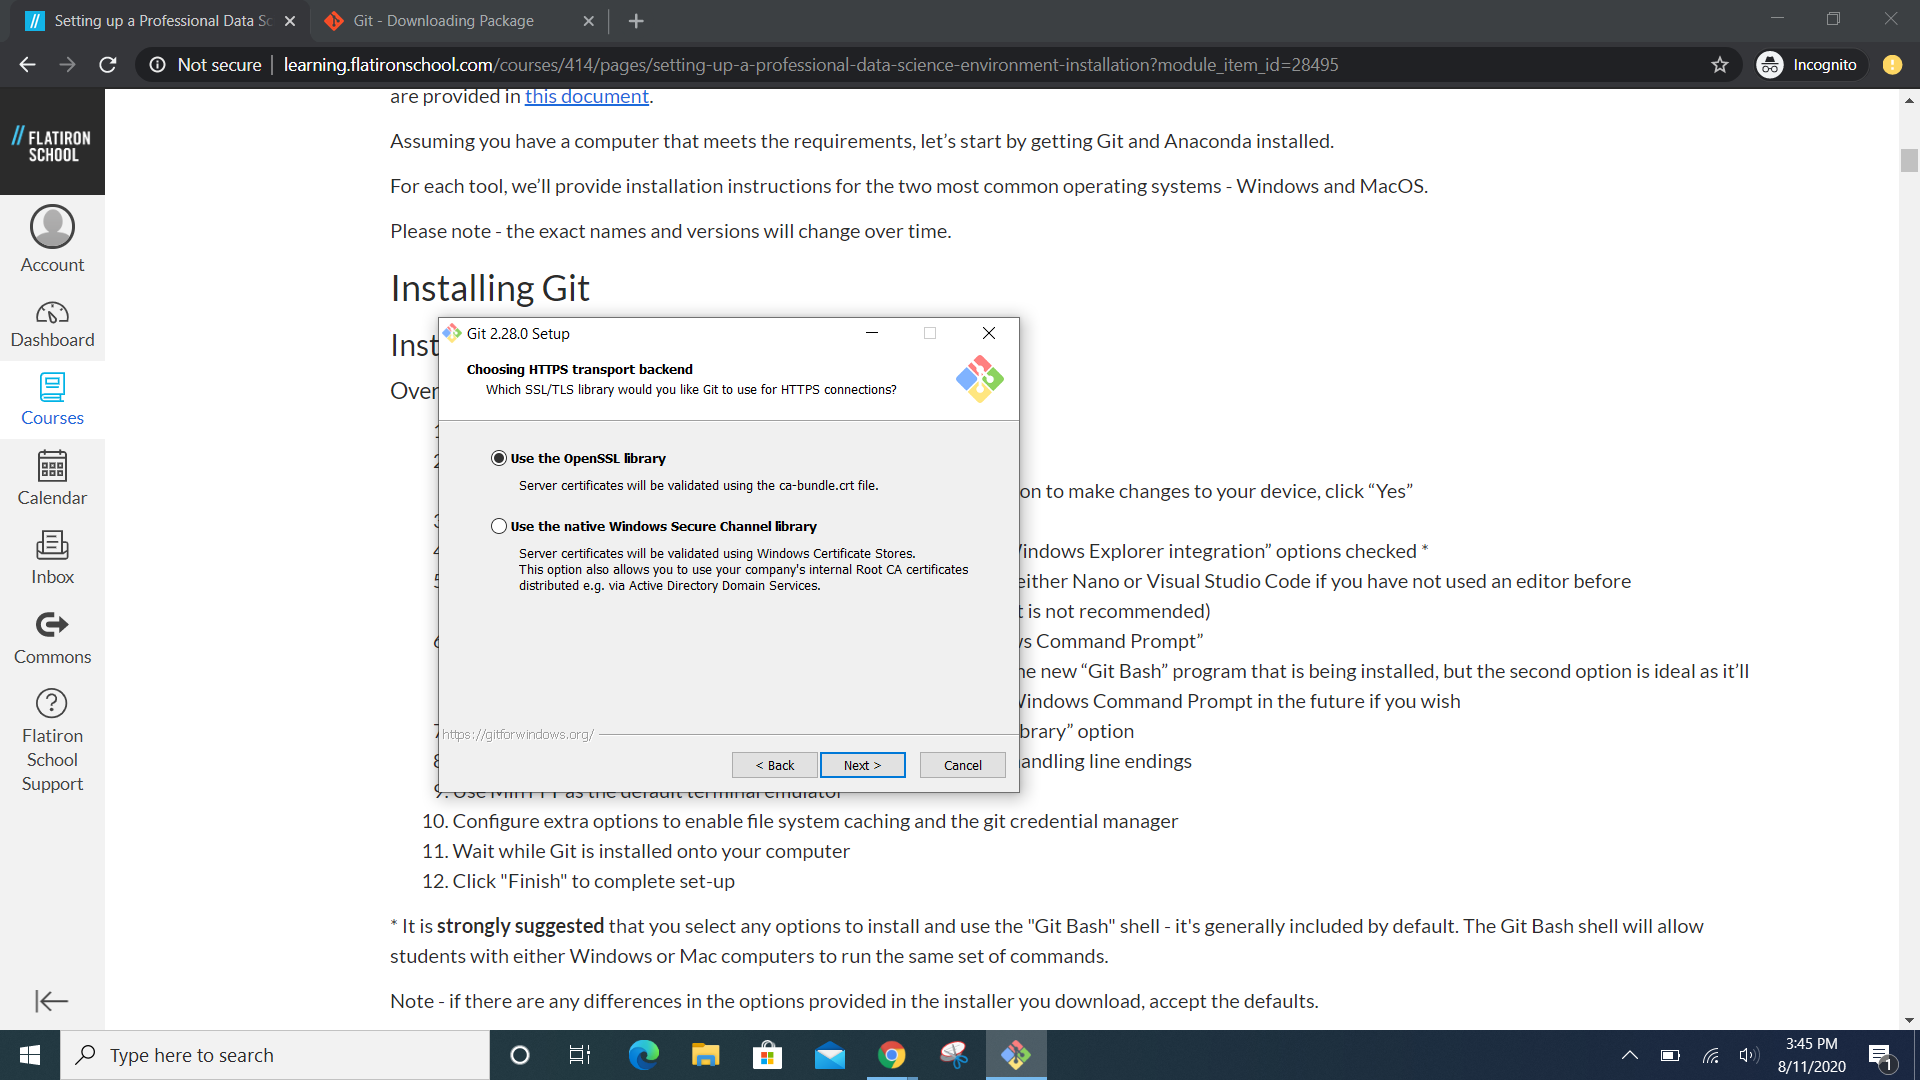 Setting up a Professional Data Sc
Git - Downloading Package
Not secure
learning.flatironschool.com/courses/414/pages/setting-up-a-professional-data-science-environment-installation?module_item_id=28495
Incognito
FLATIRON
SCHOOL
Account
Dashboard
Courses
Calendar
Inbox
Commons
Flatiron
School
Support
are provided in this document.
Assuming you have a computer that meets the requirements, let’s start by getting Git and Anaconda installed.
For each tool, we’ll provide installation instructions for the two most common operating systems - Windows and MacOS.
Please note - the exact names and versions will change over time.
Installing Git
Inst
Over
Git 2.28.0 Setup
Choosing HTTPS transport backend
Which SSL/TLS library would you like Git to use for HTTPS connections?
Use the OpenSSL library
Server certificates will be validated using the ca-bundle.crt file.
Use the native Windows Secure Channel library
Server certificates will be validated using Windows Certificate Stores.
This option also allows you to use your company's internal Root CA certificates
distributed e.g. via Active Directory Domain Services.
https://gitforwindows.org/
< Back
Next >
Cancel
on to make changes to your device, click “Yes”
indows Explorer integration” options checked *
either Nano or Visual Studio Code if you have not used an editor before
t is not recommended)
s Command Prompt”
he new “Git Bash” program that is being installed, but the second option is ideal as it’ll
Windows Command Prompt in the future if you wish
brary” option
andling line endings
9. Use MinTTY as the default terminal emulator
10. Configure extra options to enable file system caching and the git credential manager
11. Wait while Git is installed onto your computer
12. Click "Finish" to complete set-up
* It is strongly suggested that you select any options to install and use the "Git Bash" shell - it's generally included by default. The Git Bash shell will allow
students with either Windows or Mac computers to run the same set of commands.
Note - if there are any differences in the options provided in the installer you download, accept the defaults.
Type here to search
3:45 PM
8/11/2020
1